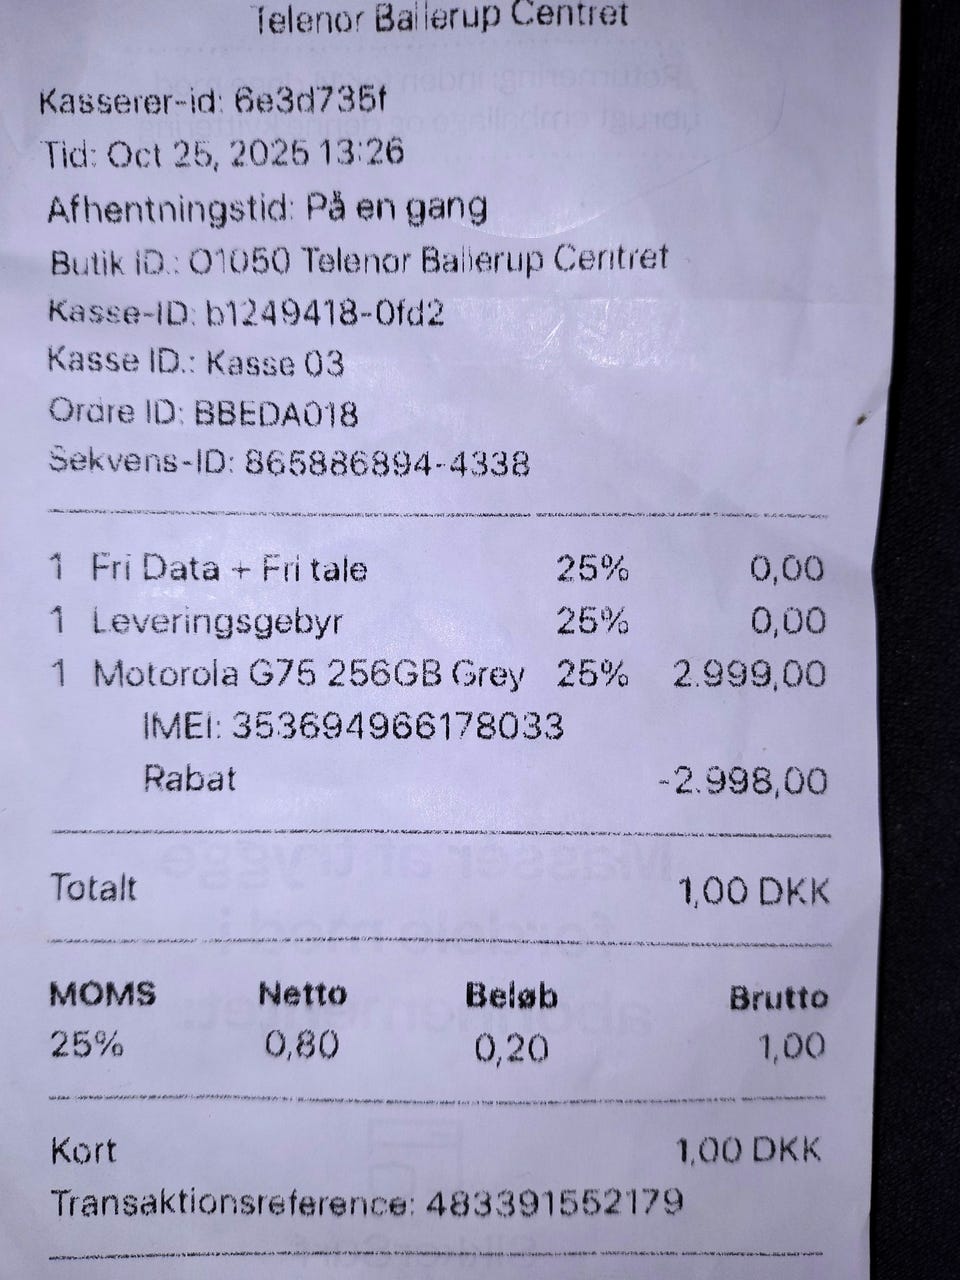 Telenor Ballerup Centret
Kasserer-id: 6e3d735f
Tid: Oct 25, 2025 13:26
Afhentningstid: På en gang
Butik ID.: O1050 Telenor Ballerup Centret
Kasse-ID: b1249418-0fd2
Kasse ID.: Kasse 03
Ordre ID: BBEDA018
Sekvens-ID: 865886894-4338
1 Fri Data + Fri tale 25% 0,00
1 Leveringsgebyr 25% 0,00
1 Motorola G75 256GB Grey 25% 2.999,00
IMEI: 353694966178033
Rabat -2.998,00
Totalt 1,00 DKK
MOMS Netto Beløb Brutto
25% 0,80 0,20 1,00
Kort 1,00 DKK
Transaktionsreference: 483391552179